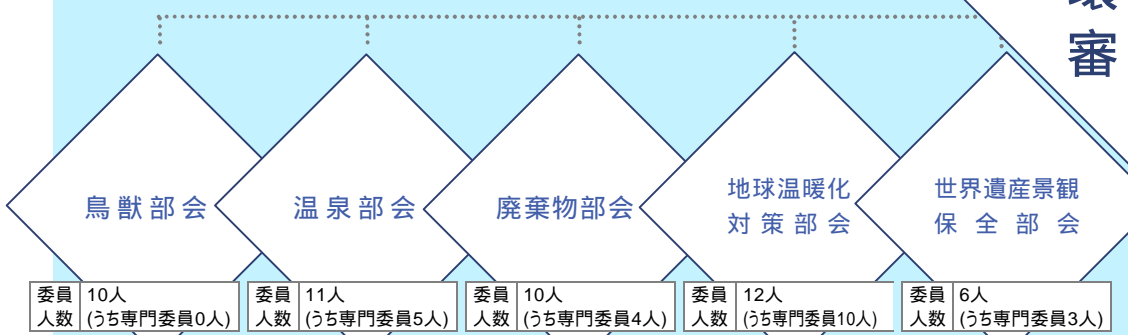 審
鳥獣部会
温泉部会
廃棄物部会
地球温暖化
対策部会
世界遺産景観
保全部会
委員人数 10人
(うち専門委員0人)
委員人数 11人
(うち専門委員5人)
委員人数 10人
(うち専門委員4人)
委員人数 12人
(うち専門委員10人)
委員人数 6人
(うち専門委員3人)